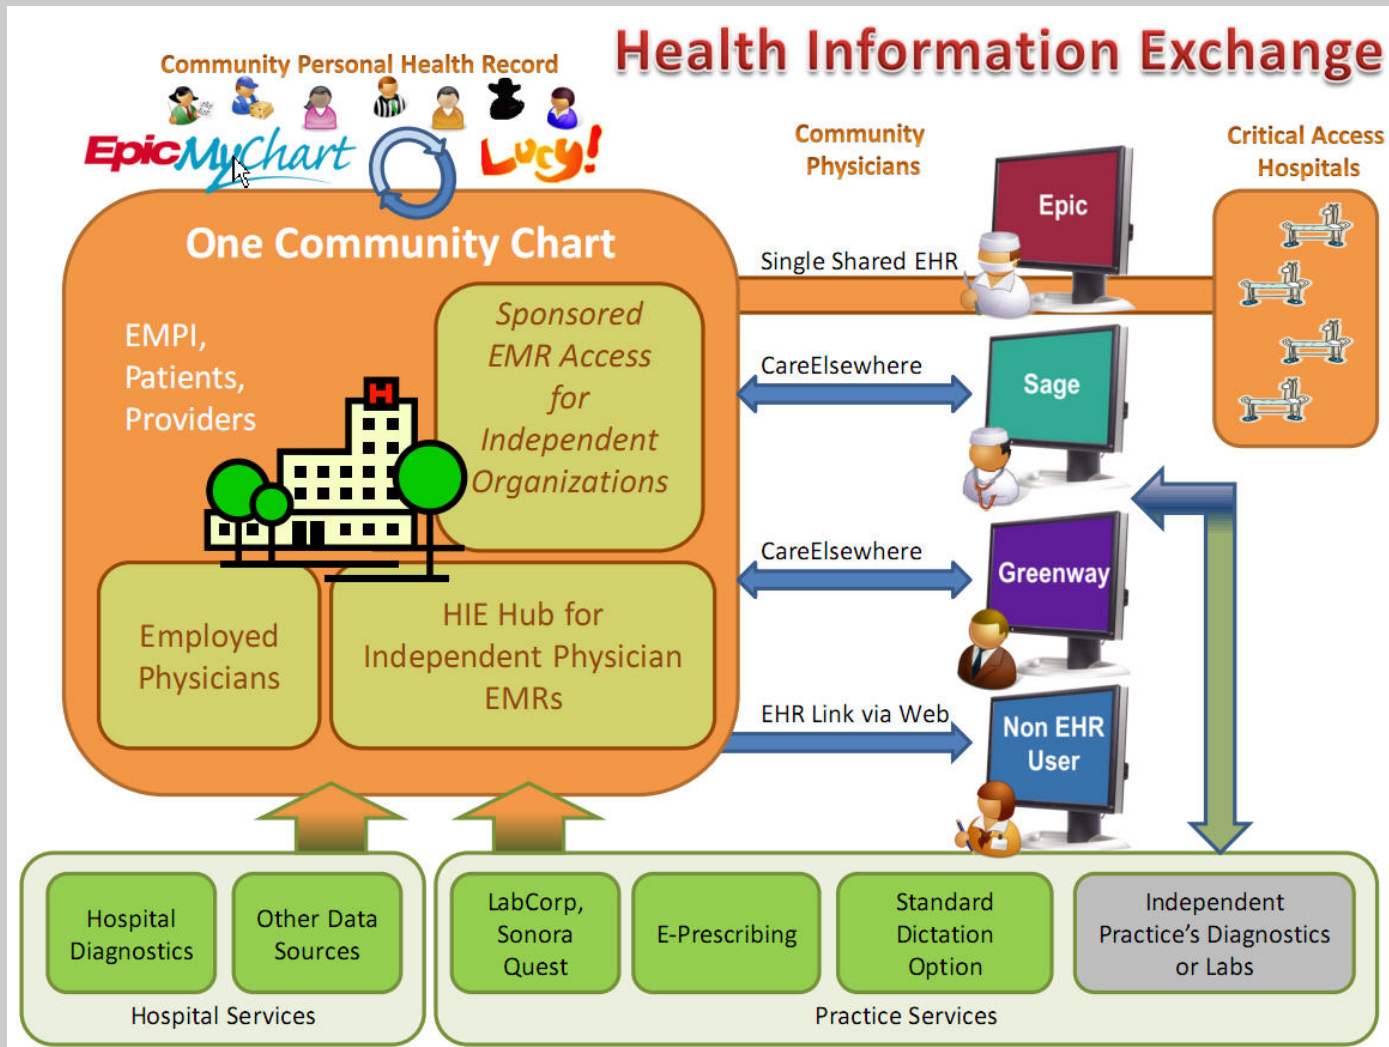 Health Information Exchange
Community Personal Health Record
EpicMyChart
Lucy!
One Community Chart
EMPI,
Patients,
Providers
Sponsored
EMR Access
for
Independent
Organizations
Employed
Physicians
HIE Hub for
Independent Physician
EMRs
H
Community
Physicians
Critical Access
Hospitals
Single Shared EHR
Epic
CareElsewhere
Sage
CareElsewhere
Greenway
EHR Link via Web
Non EHR
User
Hospital
Diagnostics
Other Data
Sources
Hospital Services
LabCorp,
Sonora
Quest
E-Prescribing
Standard
Dictation
Option
Independent
Practice's Diagnostics
or Labs
Practice Services